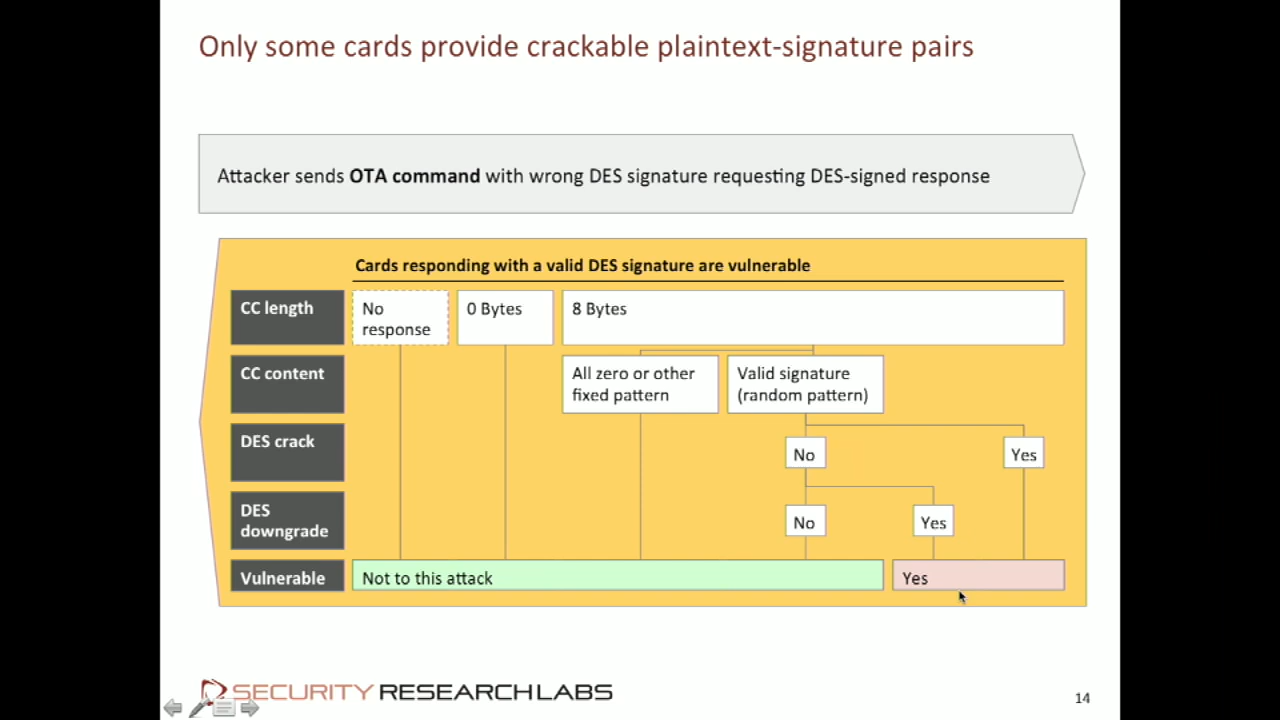 Only some cards provide crackable plaintext-signature pairs
Attacker sends OTA command with wrong DES signature requesting DES-signed response
Cards responding with a valid DES signature are vulnerable
CC length
No
response
0 Bytes
8 Bytes
CC content
All zero or other
fixed pattern
Valid signature
(random pattern)
DES crack
No
Yes
DES
downgrade
No
Yes
Vulnerable
Not to this attack
Yes
SECURITY RESEARCH LABS
14